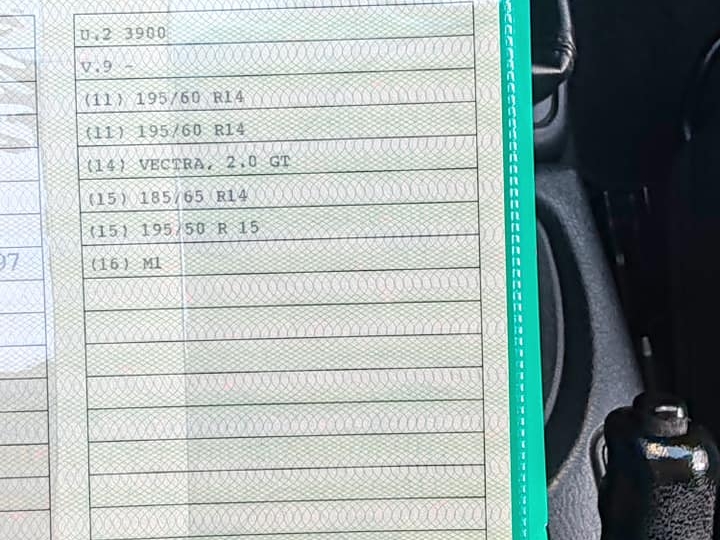 U.2 3900
V.9 -
(11) 195/60 R14
(11) 195/60 R14
(14) VECTRA, 2.0 GT
(15) 185/65 R14
(15) 195/50 R 15
97
(16) M1